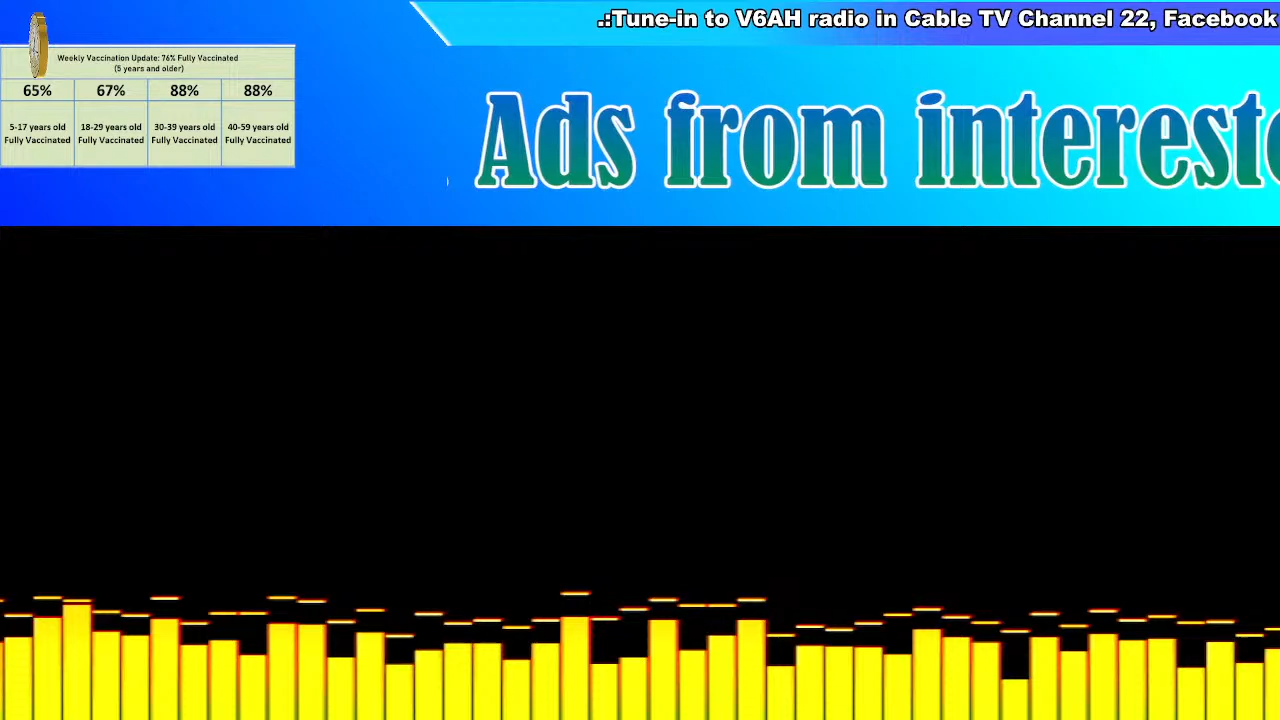 .:Tune-in to V6AH radio in Cable TV Channel 22, Facebook
Weekly Vaccination Update: 76% Fully Vaccinated
(5 years and older)
65% 67% 88% 88%
5-17 years old 18-29 years old 30-39 years old 40-59 years old
Fully Vaccinated Fully Vaccinated Fully Vaccinated Fully Vaccinated
Ads from intereste